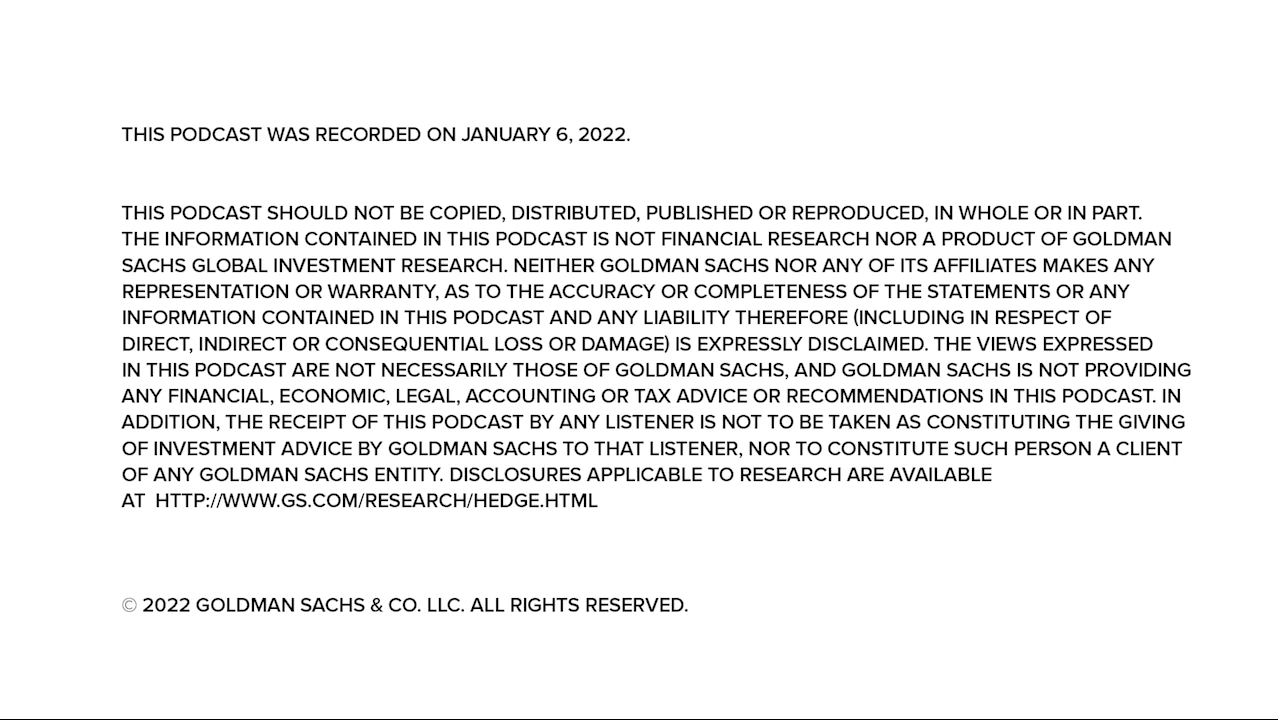 THIS PODCAST WAS RECORDED ON JANUARY 6, 2022.
THIS PODCAST SHOULD NOT BE COPIED, DISTRIBUTED, PUBLISHED OR REPRODUCED, IN WHOLE OR IN PART.
THE INFORMATION CONTAINED IN THIS PODCAST IS NOT FINANCIAL RESEARCH NOR A PRODUCT OF GOLDMAN
SACHS GLOBAL INVESTMENT RESEARCH. NEITHER GOLDMAN SACHS NOR ANY OF ITS AFFILIATES MAKES ANY
REPRESENTATION OR WARRANTY, AS TO THE ACCURACY OR COMPLETENESS OF THE STATEMENTS OR ANY
INFORMATION CONTAINED IN THIS PODCAST AND ANY LIABILITY THEREFORE (INCLUDING IN RESPECT OF
DIRECT, INDIRECT OR CONSEQUENTIAL LOSS OR DAMAGE) IS EXPRESSLY DISCLAIMED. THE VIEWS EXPRESSED
IN THIS PODCAST ARE NOT NECESSARILY THOSE OF GOLDMAN SACHS, AND GOLDMAN SACHS IS NOT PROVIDING
ANY FINANCIAL, ECONOMIC, LEGAL, ACCOUNTING OR TAX ADVICE OR RECOMMENDATIONS IN THIS PODCAST. IN
ADDITION, THE RECEIPT OF THIS PODCAST BY ANY LISTENER IS NOT TO BE TAKEN AS CONSTITUTING THE GIVING
OF INVESTMENT ADVICE BY GOLDMAN SACHS TO THAT LISTENER, NOR TO CONSTITUTE SUCH PERSON A CLIENT
OF ANY GOLDMAN SACHS ENTITY. DISCLOSURES APPLICABLE TO RESEARCH ARE AVAILABLE
AT HTTP://WWW.GS.COM/RESEARCH/HEDGE.HTML
© 2022 GOLDMAN SACHS & CO. LLC. ALL RIGHTS RESERVED.